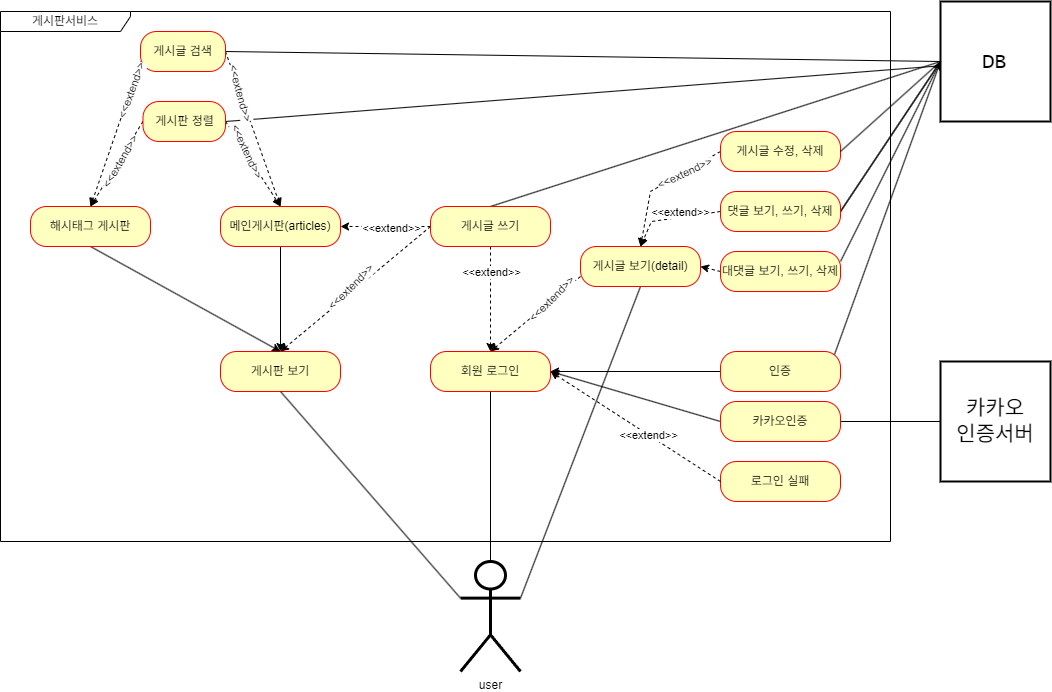 게시판서비스
게시글 검색
DB
<<extend>>
<<extend>>
게시판 정렬
<<extend>>
<<extend>>
게시글 수정, 삭제
<<extend>>
해시태그 게시판
메인게시판(articles)
<<extend>>
게시글 쓰기
<<extend>>
댓글 보기, 쓰기, 삭제
게시글 보기(detail)
대댓글 보기, 쓰기, 삭제
<<extend>>
<<extend>>
<<extend>>
게시판 보기
회원 로그인
인증
카카오인증
카카오
인증서버
<<extend>>
로그인 실패
user